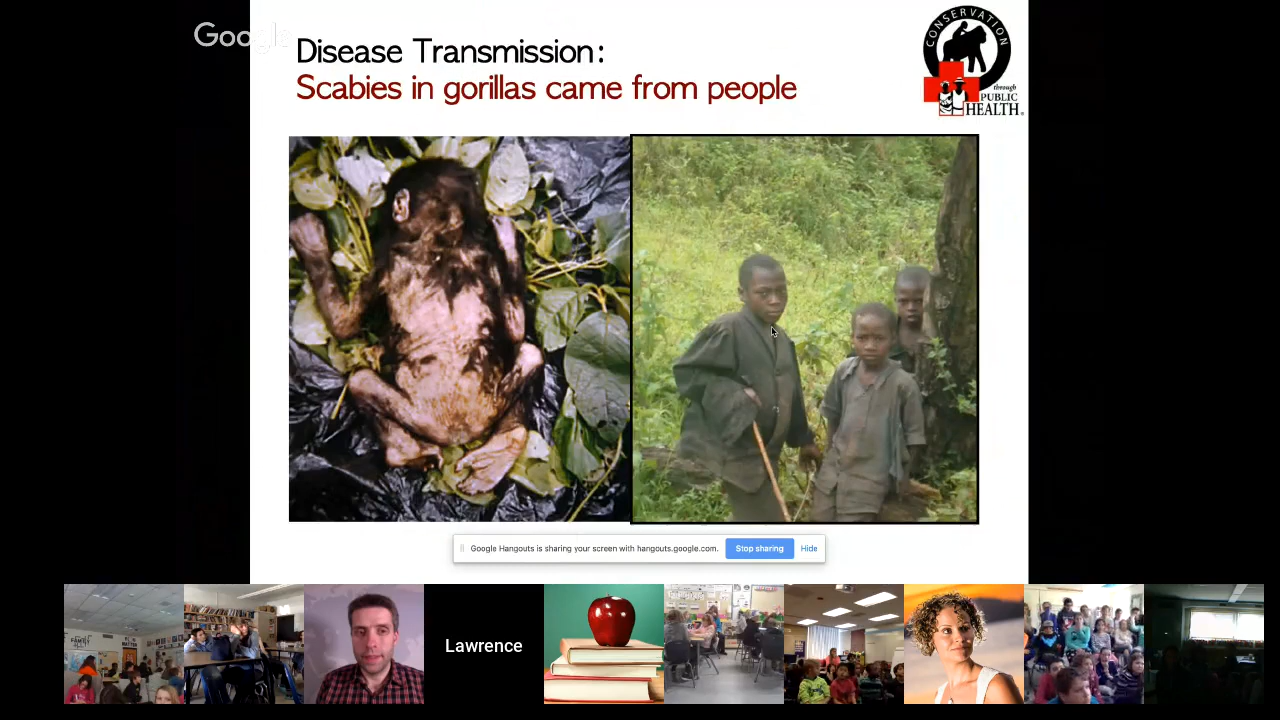 Google
Disease Transmission:
Scabies in gorillas came from people
CONSERVATION
through
PUBLIC
HEALTH
Google Hangouts is sharing your screen with hangouts.google.com.
Stop sharing
Hide
Lawrence